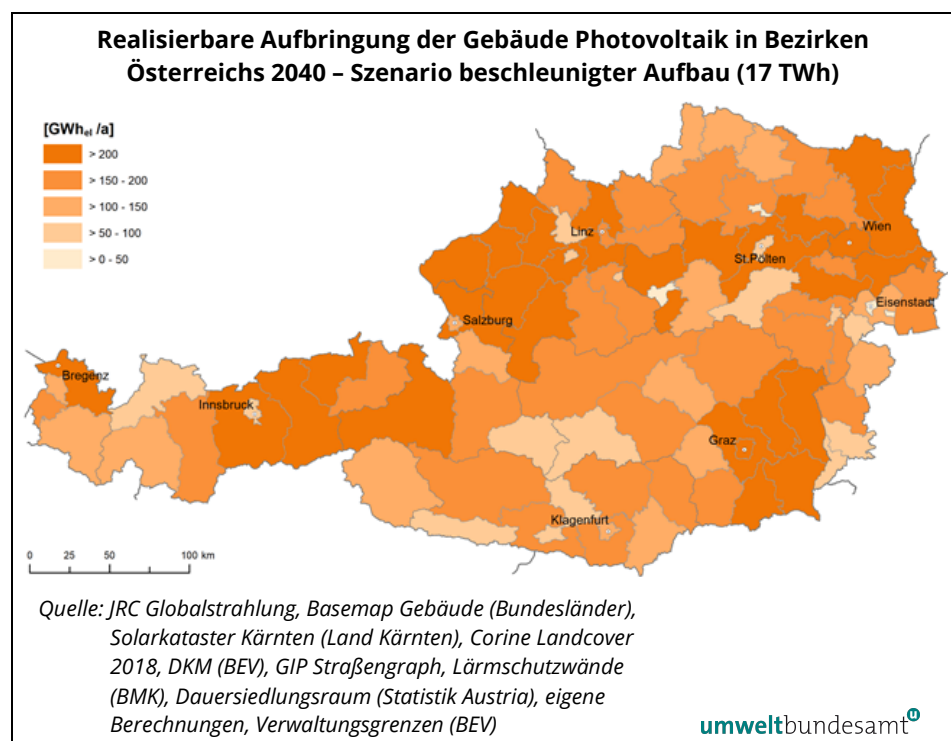 Realisierbare Aufbringung der Gebäude Photovoltaik in Bezirken
Österreichs 2040 – Szenario beschleunigter Aufbau (17 TWh)
[GWhel /a]
> 200
> 150 - 200
> 100 - 150
> 50 - 100
> 0 - 50
Linz
Wien
St.Pölten
Eisenstadt
Salzburg
Bregenz
Innsbruck
Graz
Klagenfurt
0 25 50 100 km
Quelle: JRC Globalstrahlung, Basemap Gebäude (Bundesländer),
Solarkataster Kärnten (Land Kärnten), Corine Landcover
2018, DKM (BEV), GIP Straßengraph, Lärmschutzwände
(BMK), Dauersiedlungsraum (Statistik Austria), eigene
Berechnungen, Verwaltungsgrenzen (BEV)
umweltbundesamt u